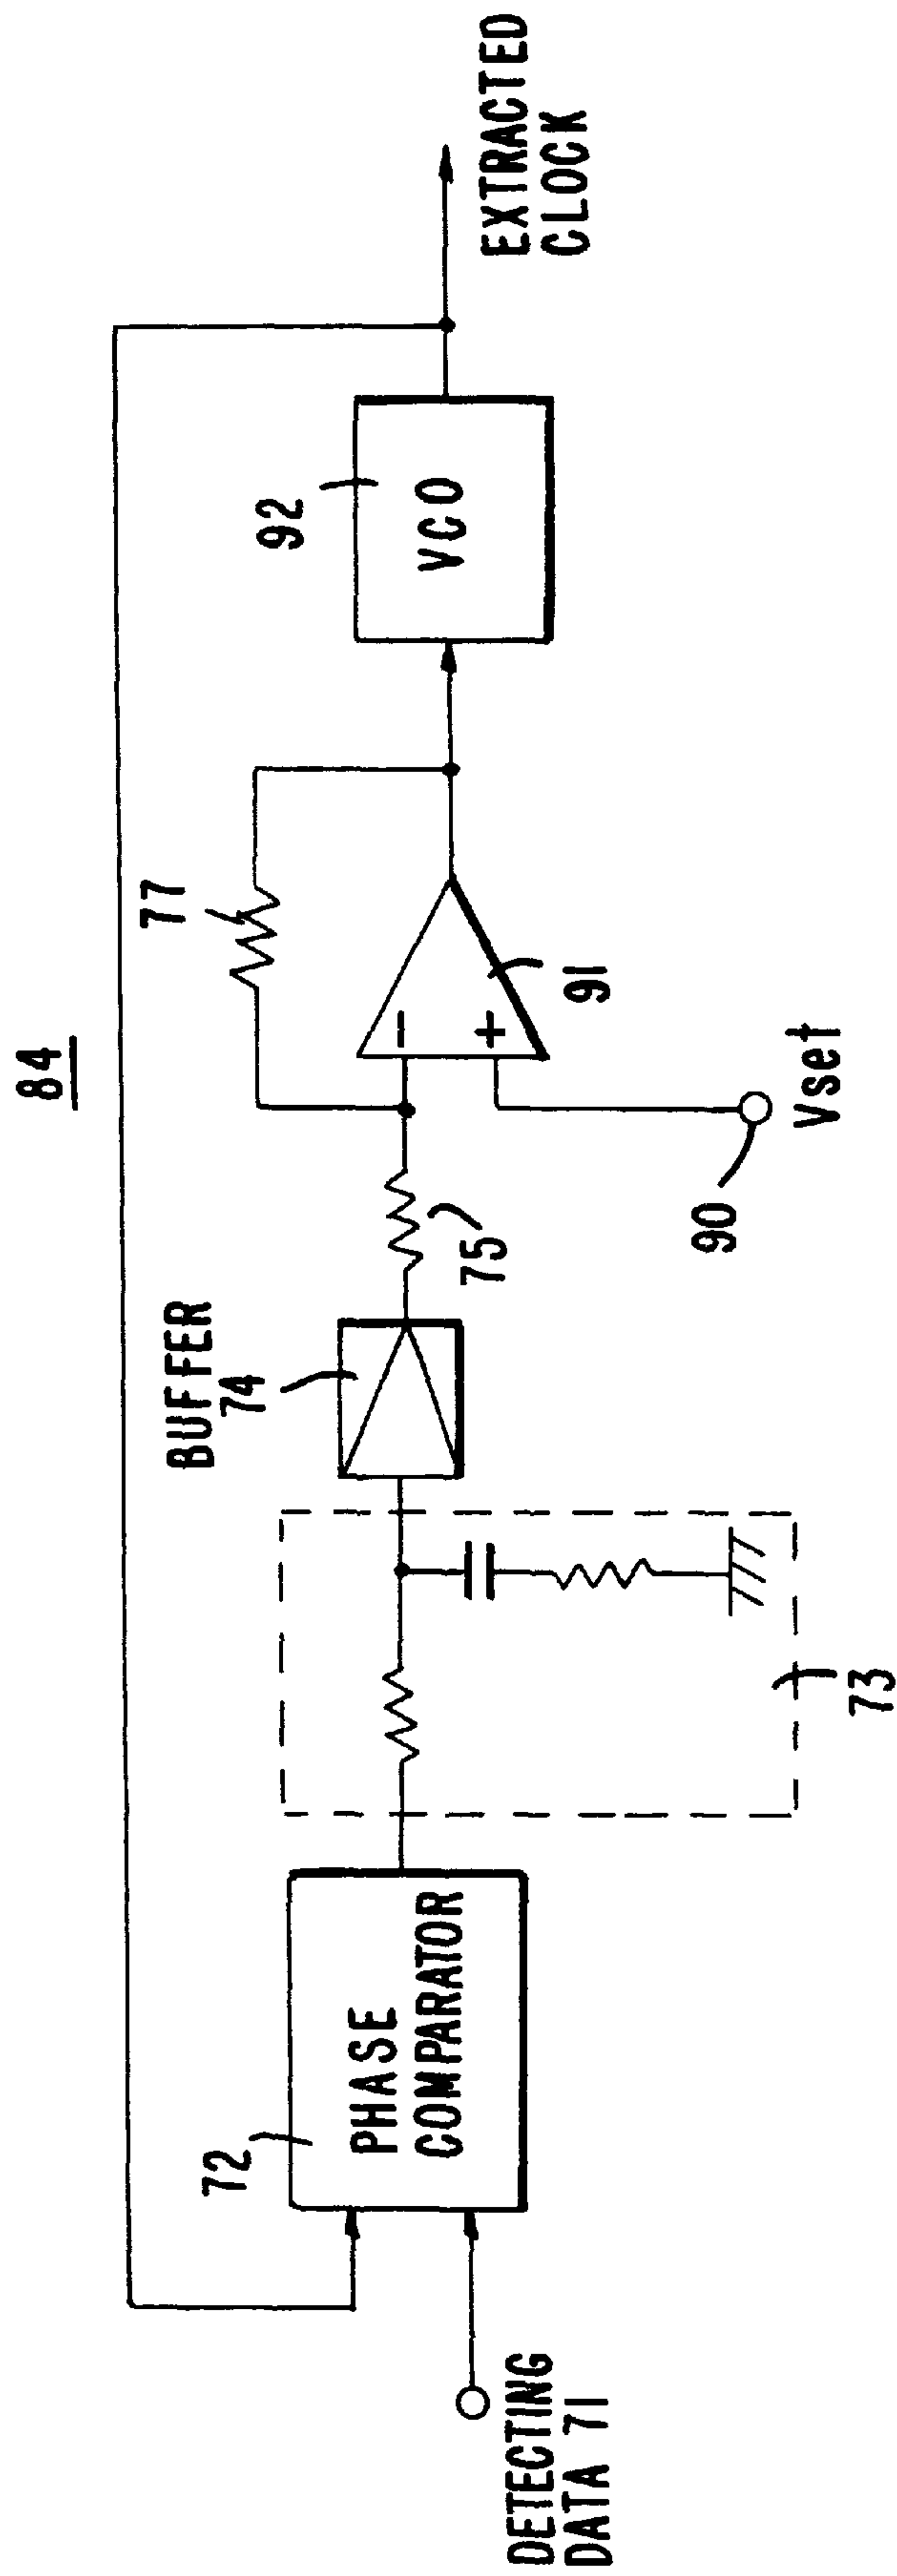 84
DETECTING
DATA 71
72
PHASE
COMPARATOR
73
BUFFER
74
75
77
-
+
91
90
Vset
92
VCO
EXTRACTED
CLOCK